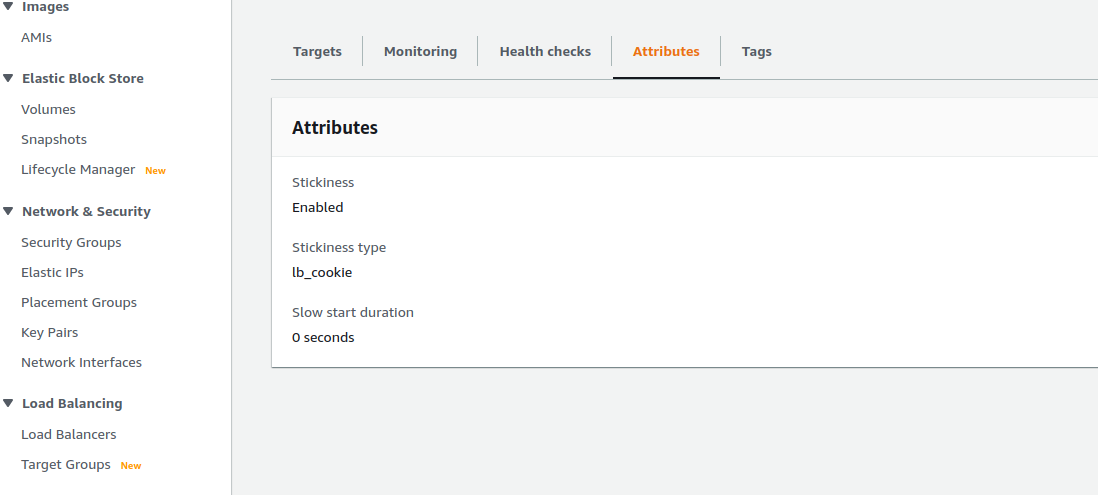 Images
AMIs
Elastic Block Store
Volumes
Snapshots
Lifecycle Manager New
Network & Security
Security Groups
Elastic IPs
Placement Groups
Key Pairs
Network Interfaces
Load Balancing
Load Balancers
Target Groups New
Targets Monitoring Health checks Attributes Tags
Attributes
Stickiness
Enabled
Stickiness type
lb_cookie
Slow start duration
0 seconds